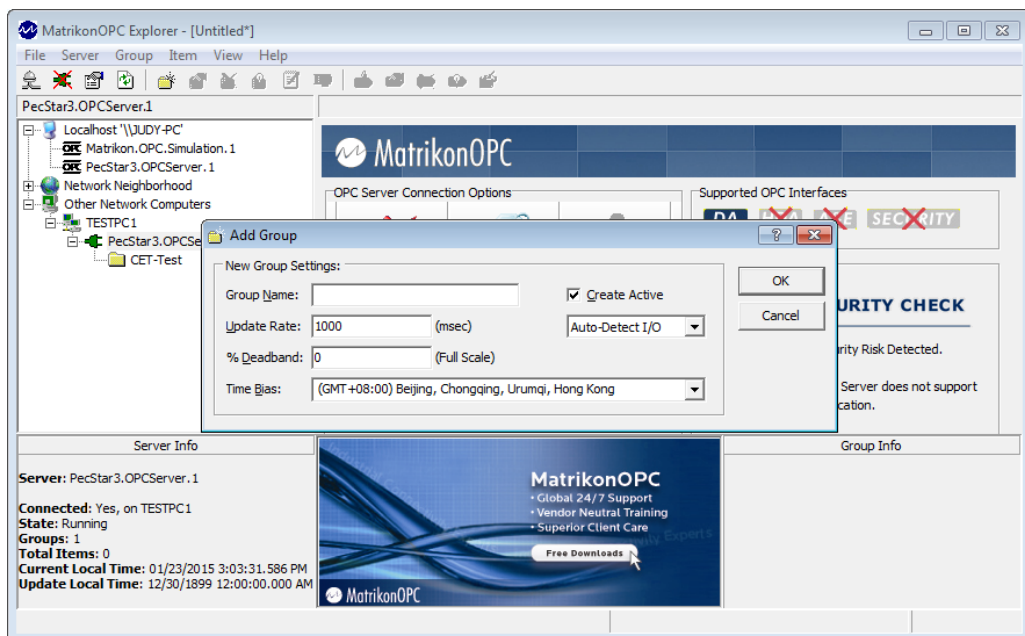 MatrikonOPC Explorer - [Untitled*]
File Server Group Item View Help
PecStar3.OPCServer.1
Localhost '\\JUDY-PC'
OPC Matrikon.OPC.Simulation.1
OPC PecStar3.OPCServer.1
Network Neighborhood
Other Network Computers
TESTPC1
PecStar3.OPCSe
CET-Test
MatrikonOPC
OPC Server Connection Options
Supported OPC Interfaces
DA
SECURITY
Add Group
New Group Settings:
Group Name:
Create Active
Update Rate: 1000 (msec)
Auto-Detect I/O
% Deadband: 0 (Full Scale)
Time Bias: (GMT+08:00) Beijing, Chongqing, Urumqi, Hong Kong
OK
Cancel
URITY CHECK
rity Risk Detected.
Server does not support
cation.
Server Info
Server: PecStar3.OPCServer.1
Connected: Yes, on TESTPC1
State: Running
Groups: 1
Total Items: 0
Current Local Time: 01/23/2015 3:03:31.586 PM
Update Local Time: 12/30/1899 12:00:00.000 AM
MatrikonOPC
• Global 24/7 Support
• Vendor Neutral Training
• Superior Client Care
Free Downloads
Experts
MatrikonOPC
Group Info